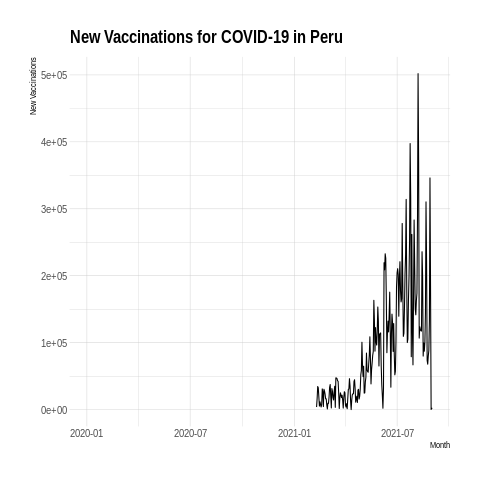 New Vaccinations for COVID-19 in Peru
New Vaccinations
5e+05
4e+05
3e+05
2e+05
1e+05
0e+00
2020-01 2020-07 2021-01 2021-07
Month